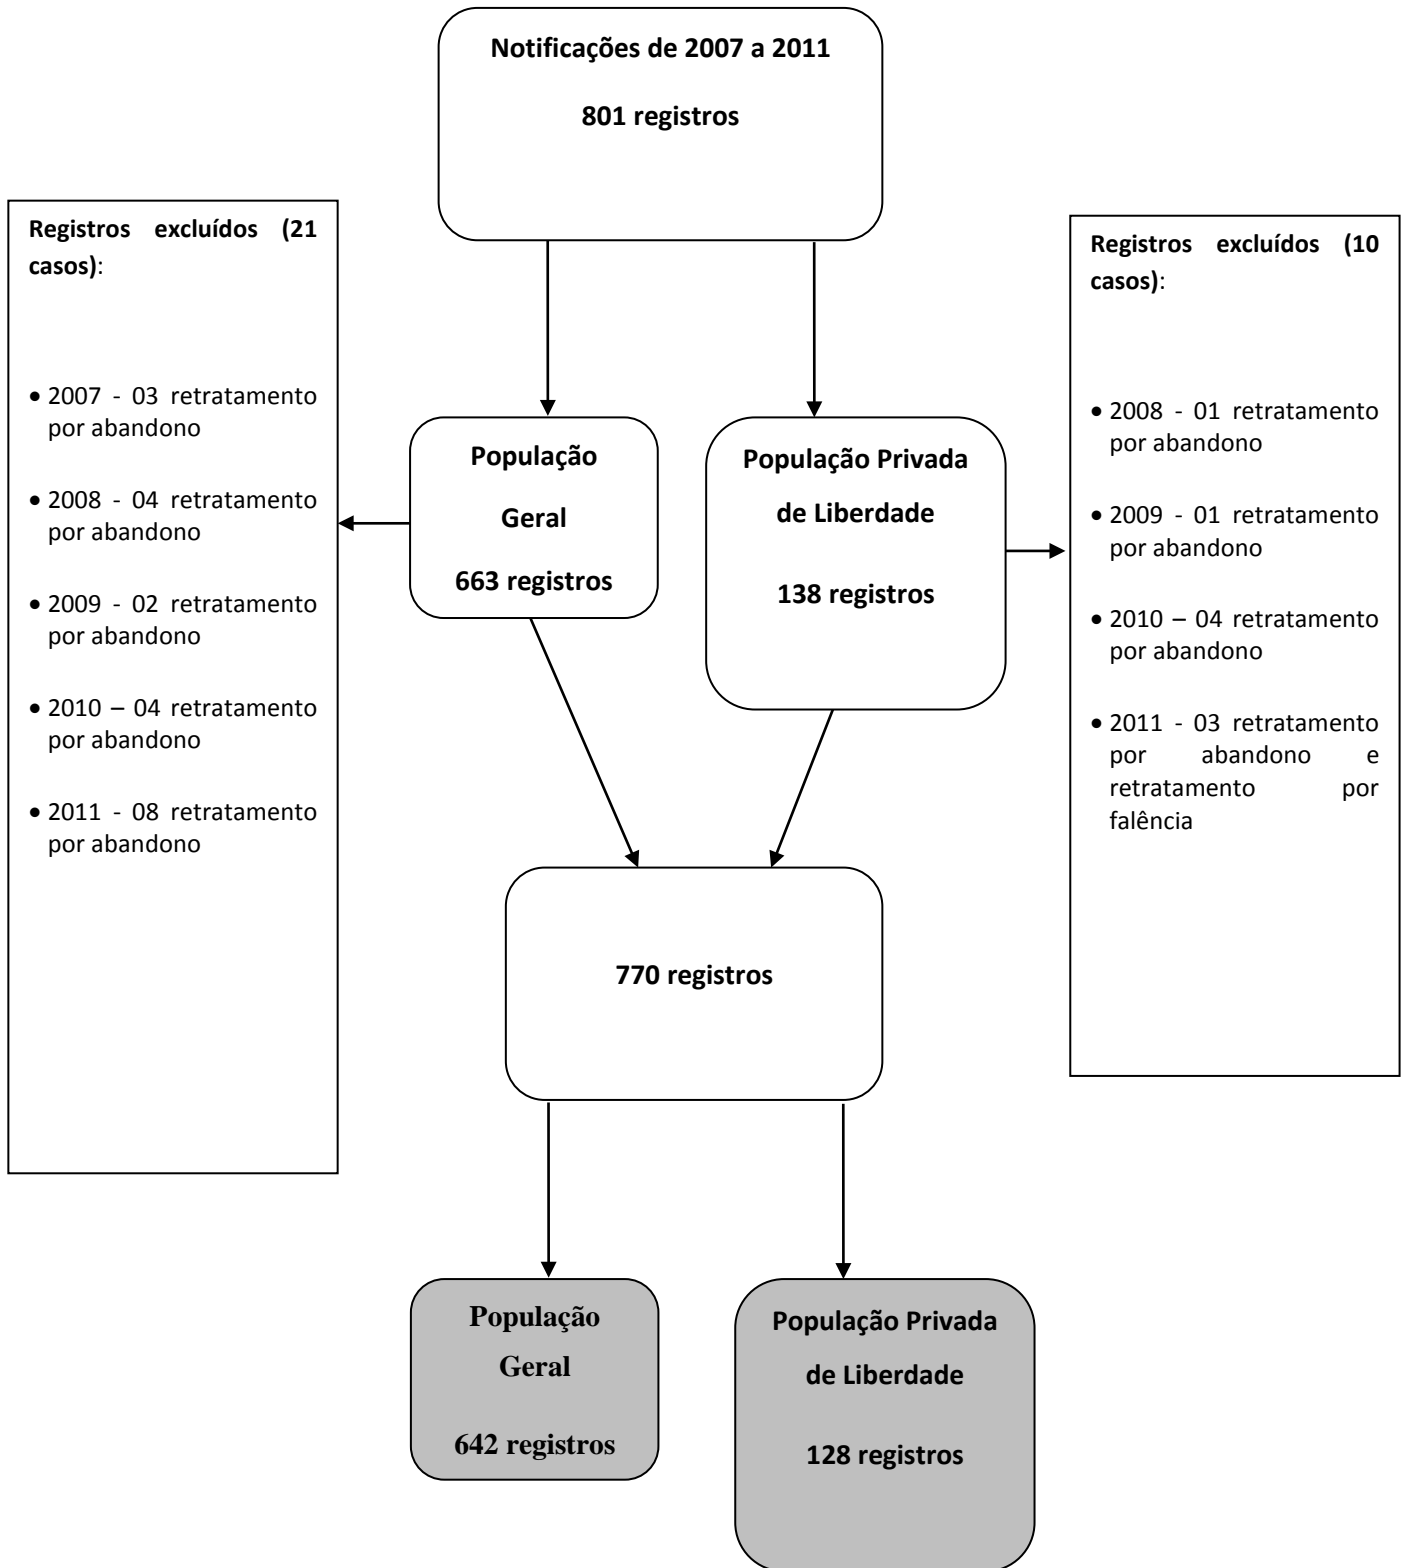 Notificações de 2007 a 2011
801 registros
Registros excluídos (21
casos):
• 2007 - 03 retratamento
por abandono
• 2008 - 04 retratamento
por abandono
• 2009 - 02 retratamento
por abandono
• 2010 – 04 retratamento
por abandono
• 2011 - 08 retratamento
por abandono
População
Geral
663 registros
População Privada
de Liberdade
138 registros
Registros excluídos (10
casos):
• 2008 - 01 retratamento
por abandono
• 2009 - 01 retratamento
por abandono
• 2010 – 04 retratamento
por abandono
• 2011 - 03 retratamento
por abandono e
retratamento por
falência
770 registros
População
Geral
642 registros
População Privada
de Liberdade
128 registros